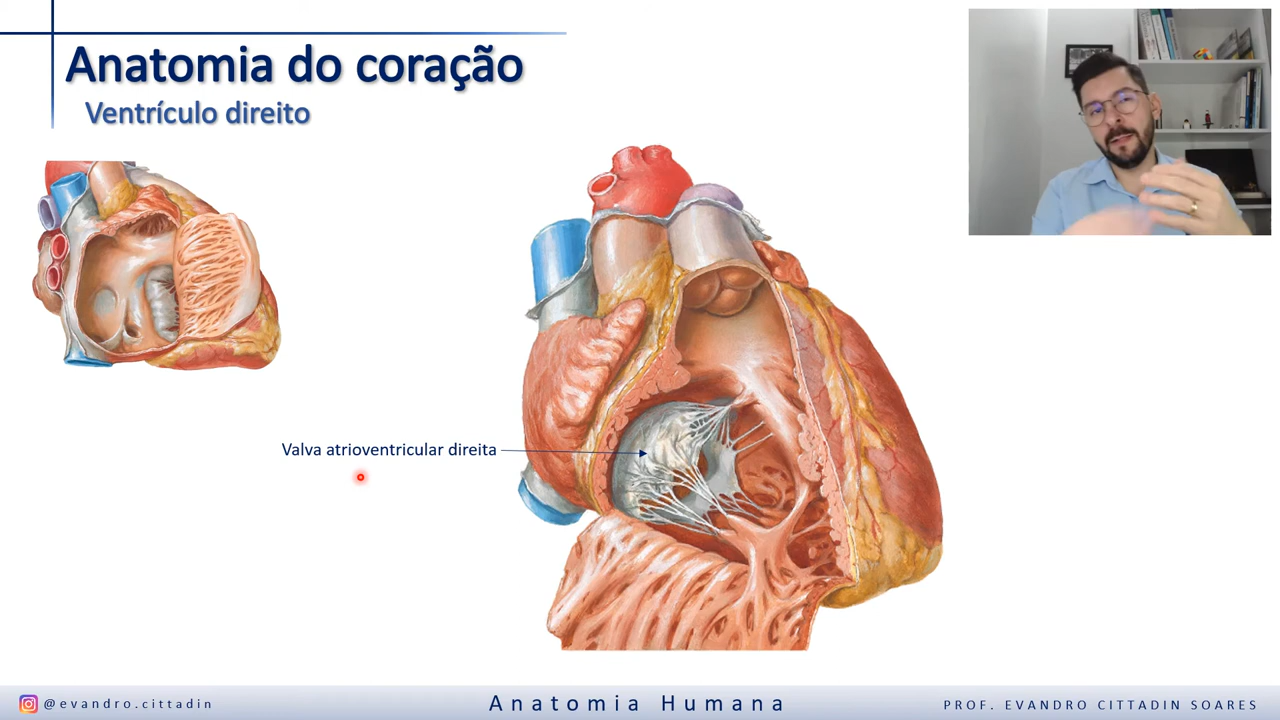 Anatomia do coração
Ventrículo direito
Valva atrioventricular direita
@evandro.cittadin
Anatomia Humana
PROF. EVANDRO CITTADIN SOARES